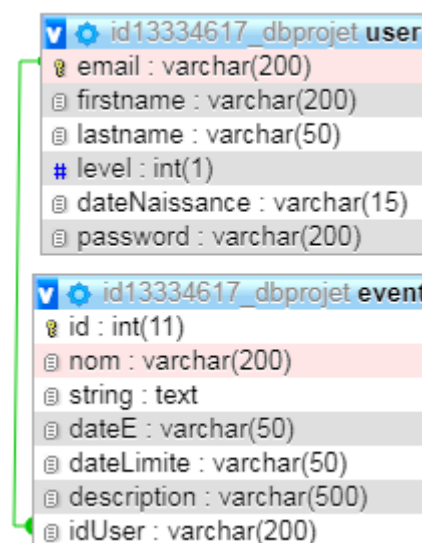 v id13334617_dbprojet user
email : varchar(200)
firstname : varchar(200)
lastname : varchar(50)
# level : int(1)
dateNaissance : varchar(15)
password : varchar(200)
v id13334617_dbprojet event
id : int(11)
nom : varchar(200)
string : text
dateE : varchar(50)
dateLimite : varchar(50)
description : varchar(500)
idUser : varchar(200)